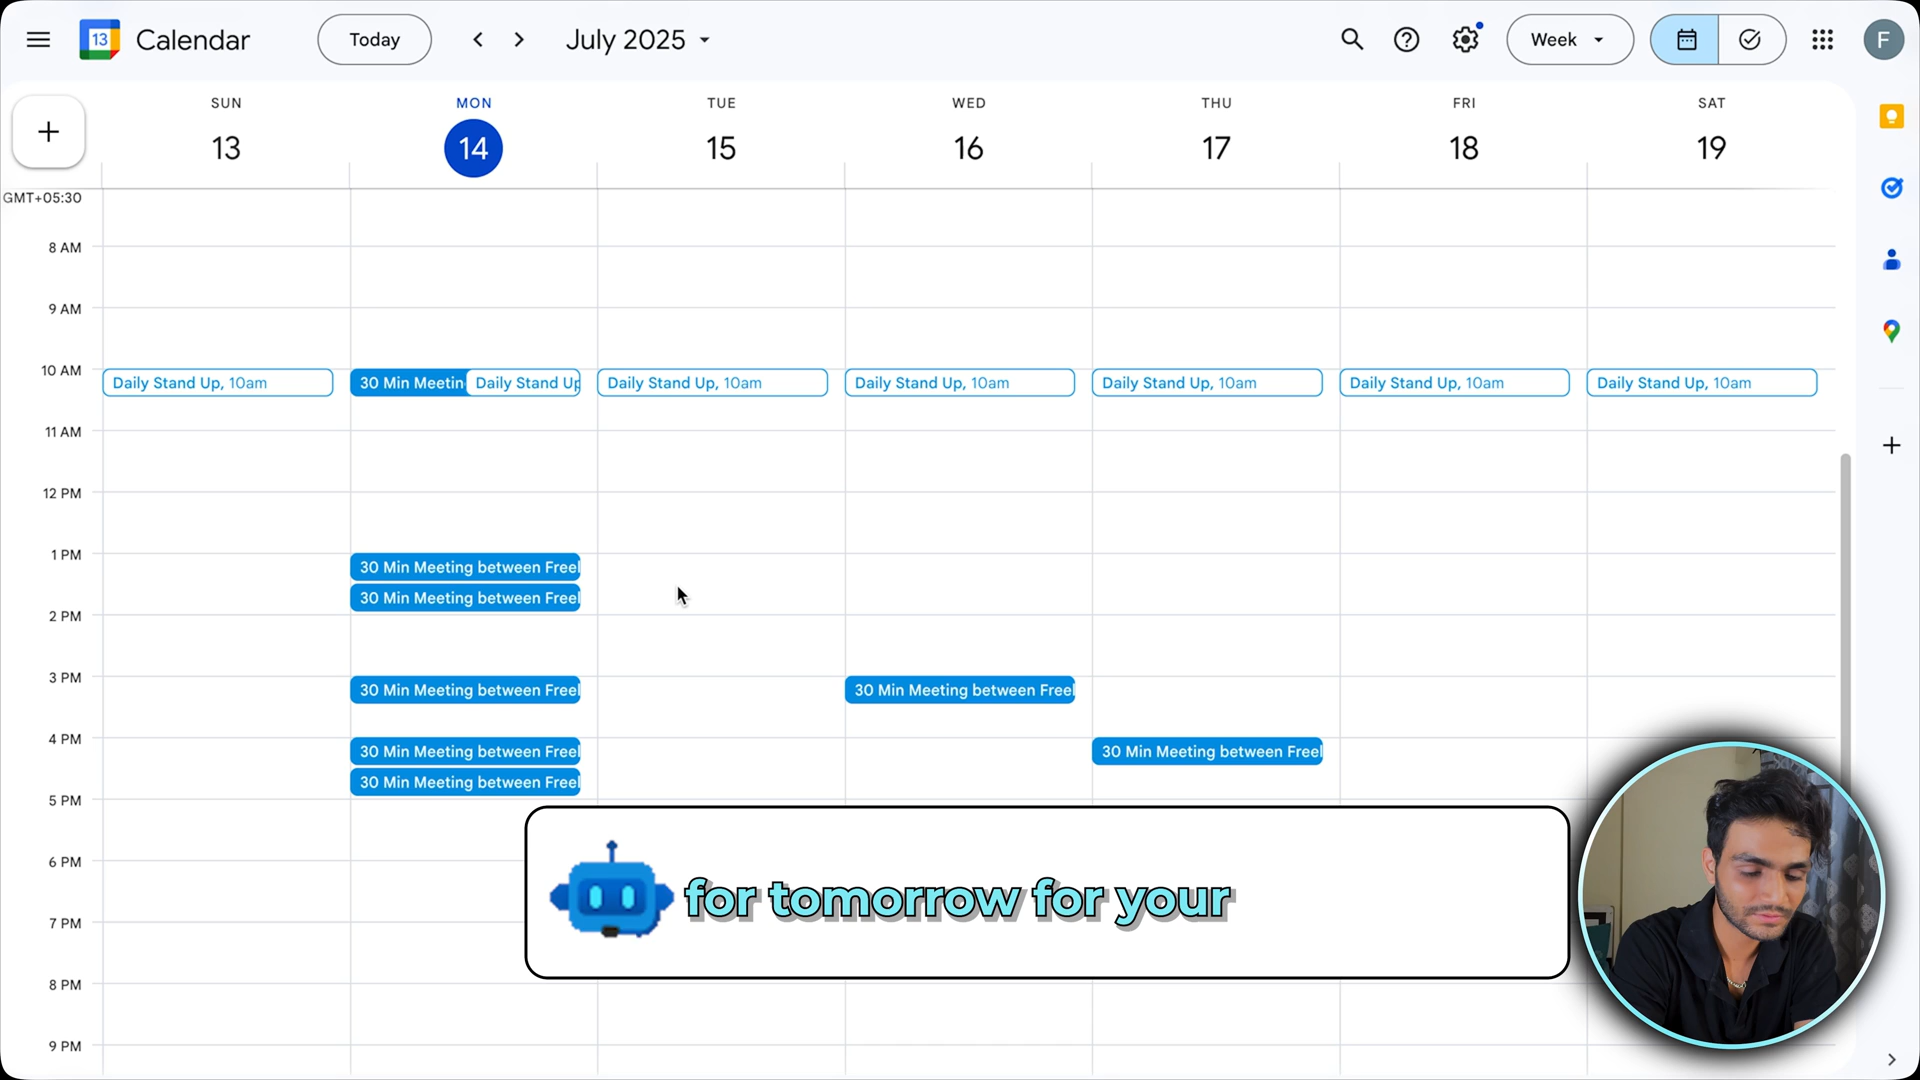 13 Calendar Today July 2025 Week F
SUN MON TUE WED THU FRI SAT
13 14 15 16 17 18 19
GMT+05:30
8 AM
9 AM
10 AM
Daily Stand Up, 10am 30 Min Meetin Daily Stand Up Daily Stand Up, 10am Daily Stand Up, 10am Daily Stand Up, 10am Daily Stand Up, 10am Daily Stand Up, 10am
11 AM
12 PM
1 PM
30 Min Meeting between Freel
30 Min Meeting between Freel
2 PM
3 PM
30 Min Meeting between Freel 30 Min Meeting between Freel
4 PM
30 Min Meeting between Freel 30 Min Meeting between Freel
30 Min Meeting between Freel
5 PM
6 PM
for tomorrow for your
7 PM
8 PM
9 PM